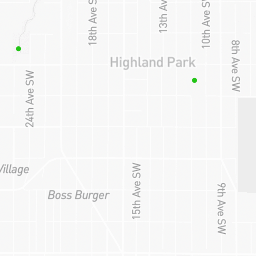 18th Ave SW
13th Ave SW
10th Ave SW
8th Ave SW
Highland Park
24th Ave SW
Village
Boss Burger
15th Ave SW
9th Ave SW